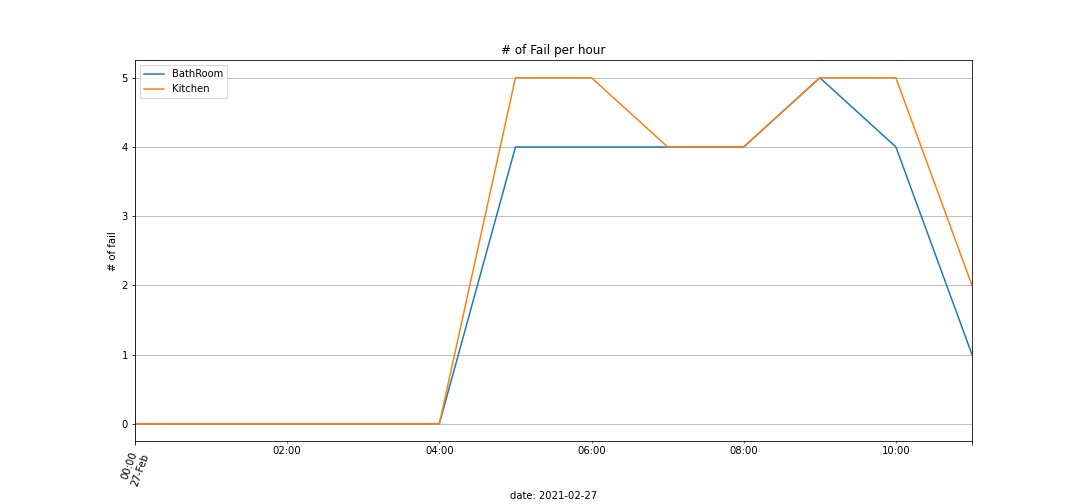 # of Fail per hour
BathRoom
Kitchen
# of fail
5
4
3
2
1
0
00:00
27-Feb
02:00
04:00
06:00
08:00
10:00
date: 2021-02-27